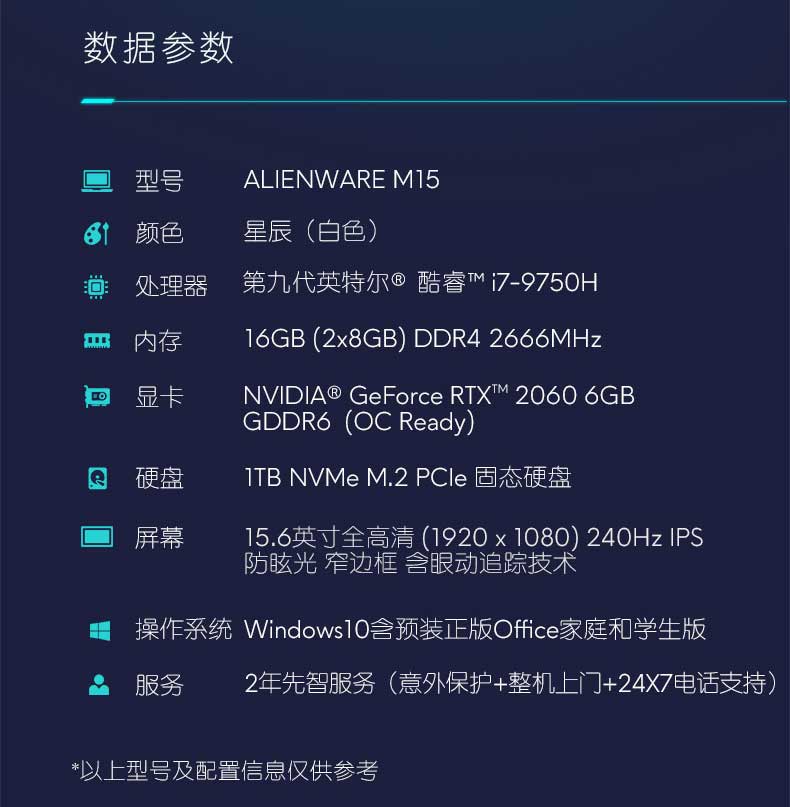 数据参数
型号 ALIENWARE M15
颜色 星辰（白色）
处理器 第九代英特尔® 酷睿™ i7-9750H
内存 16GB (2x8GB) DDR4 2666MHz
显卡 NVIDIA® GeForce RTX™ 2060 6GB
GDDR6 (OC Ready)
硬盘 1TB NVMe M.2 PCIe 固态硬盘
屏幕 15.6英寸全高清 (1920 x 1080) 240Hz IPS
防眩光 窄边框 含眼动追踪技术
操作系统 Windows10含预装正版Office家庭和学生版
服务 2年先智服务（意外保护+整机上门+24X7电话支持）
*以上型号及配置信息仅供参考